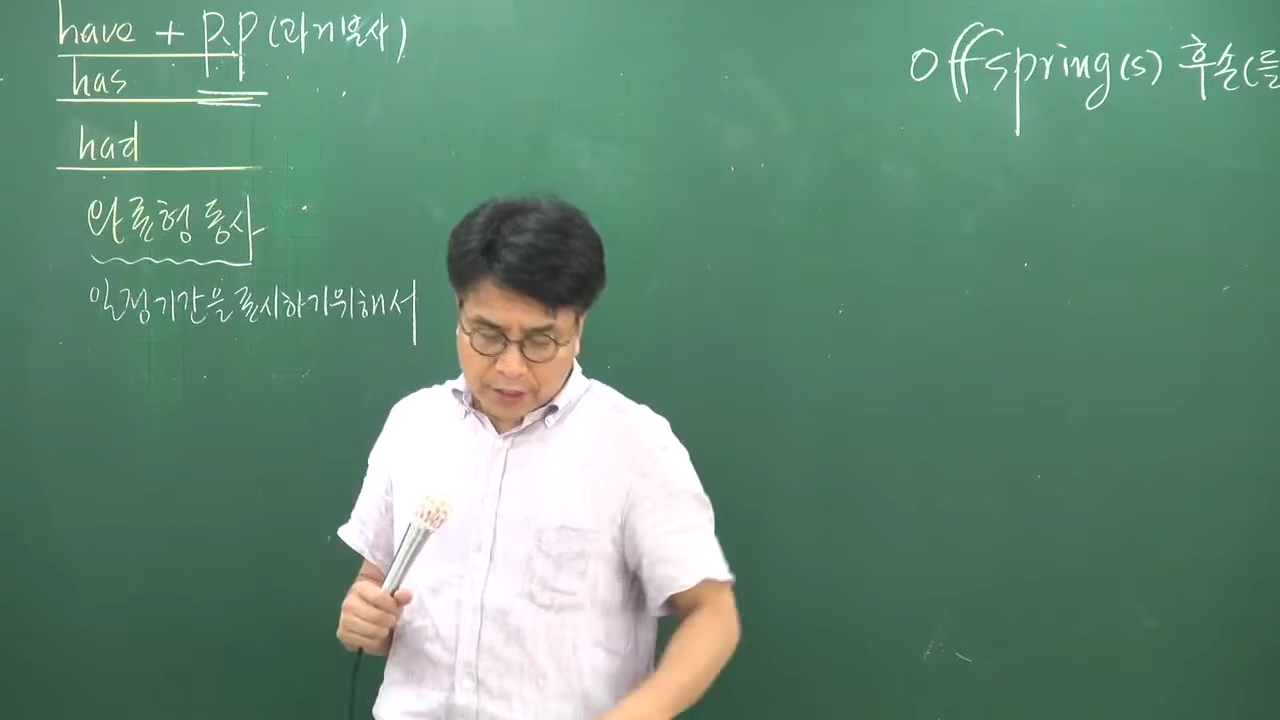 have + p.p (과거분사)
has
had
완료형 동사
일정기간을 표시하기위해서
offspring(s) 후손(들